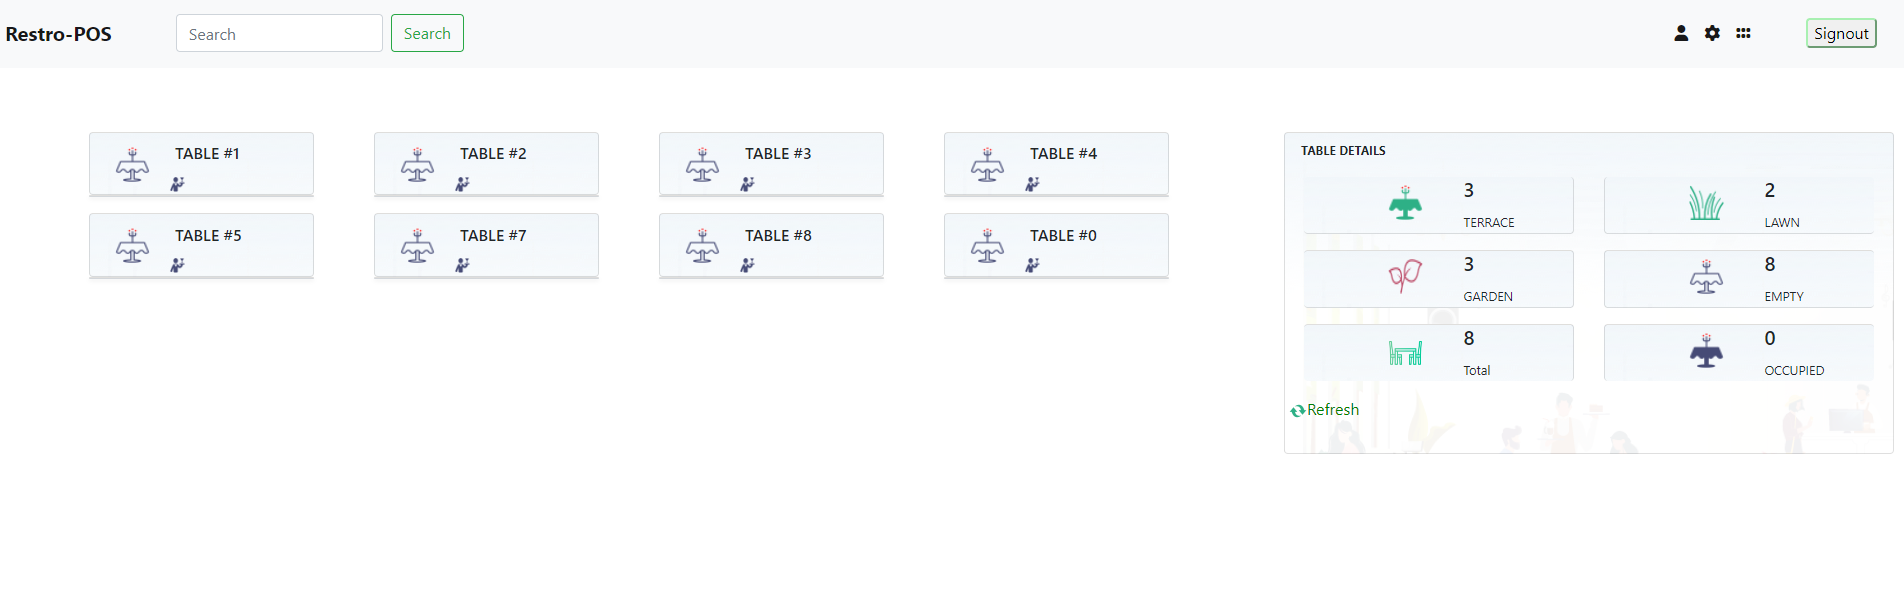 Restro-POS
Search
Search
Signout
TABLE #1
TABLE #2
TABLE #3
TABLE #4
TABLE #5
TABLE #7
TABLE #8
TABLE #0
TABLE DETAILS
3
TERRACE
2
LAWN
3
GARDEN
8
EMPTY
8
Total
0
OCCUPIED
Refresh